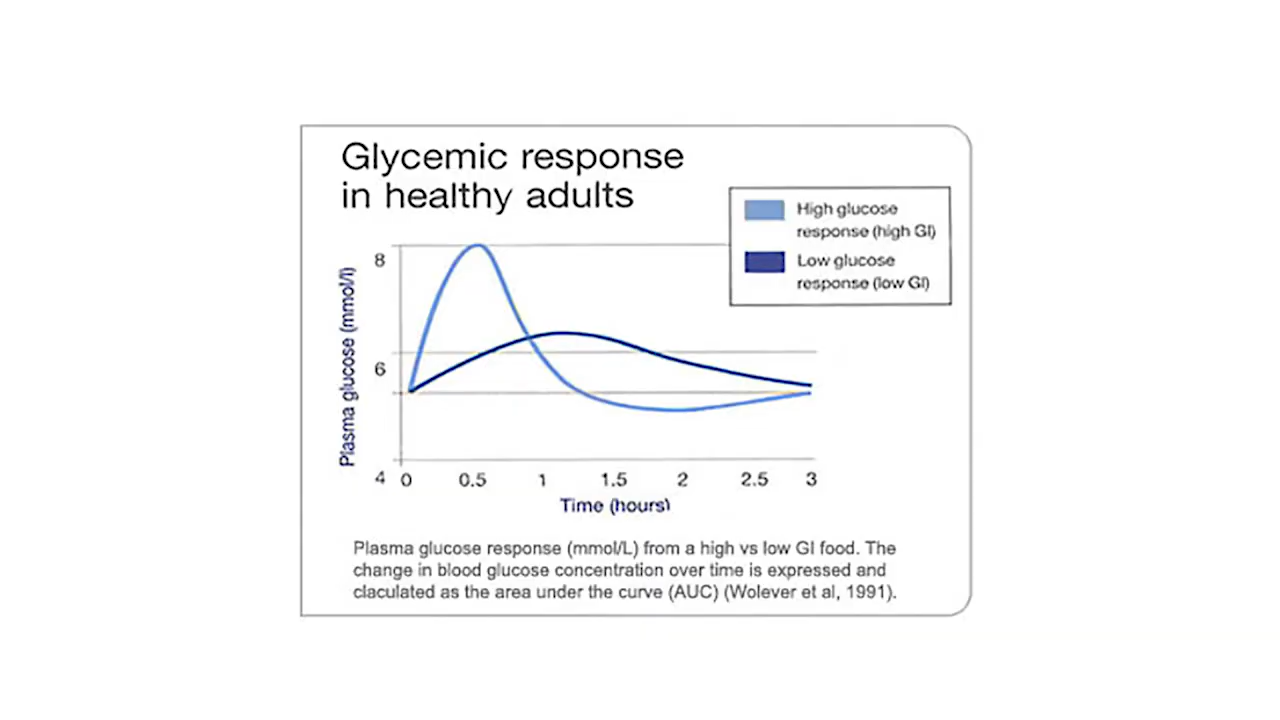 Glycemic response
in healthy adults
High glucose
response (high GI)
Low glucose
response (low GI)
Plasma glucose (mmol/l)
8
6
4
0 0.5 1 1.5 2 2.5 3
Time (hours)
Plasma glucose response (mmol/L) from a high vs low GI food. The
change in blood glucose concentration over time is expressed and
claculated as the area under the curve (AUC) (Wolever et al, 1991).